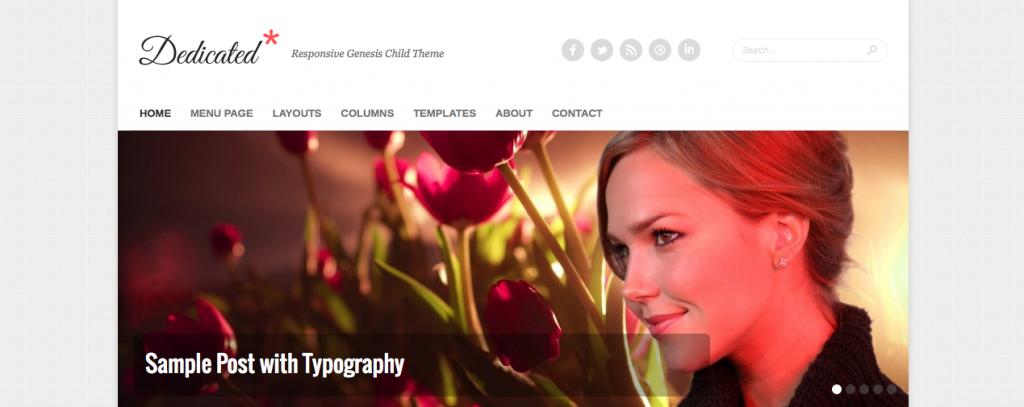 Dedicated*
Responsive Genesis Child Theme
Search...
HOME MENU PAGE LAYOUTS COLUMNS TEMPLATES ABOUT CONTACT
Sample Post with Typography